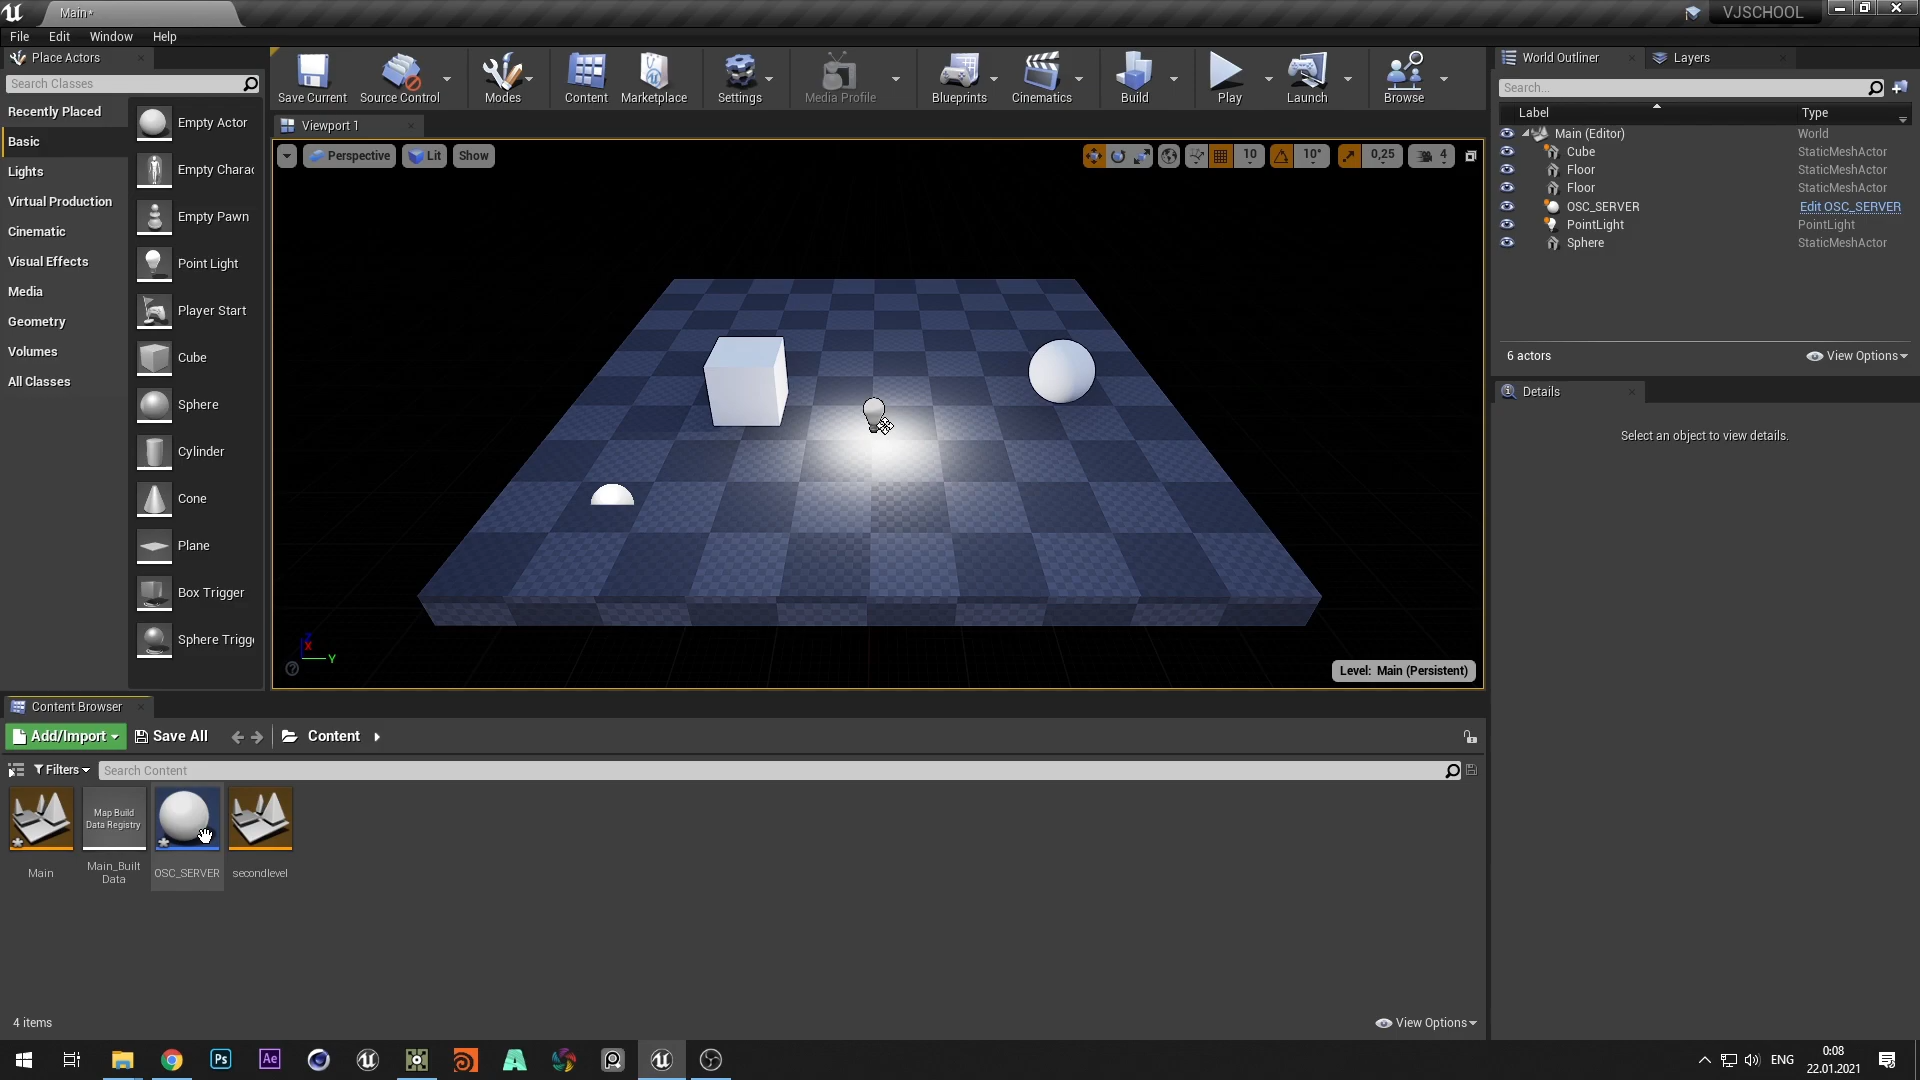 Main*
VJSCHOOL
File Edit Window Help
Place Actors
Search Classes
Recently Placed
Basic
Lights
Virtual Production
Cinematic
Visual Effects
Media
Geometry
Volumes
All Classes
Empty Actor
Empty Charac
Empty Pawn
Point Light
Player Start
Cube
Sphere
Cylinder
Cone
Plane
Box Trigger
Sphere Trigg
Save Current
Source Control
Modes
Content
Marketplace
Settings
Media Profile
Blueprints
Cinematics
Build
Play
Launch
Browse
Viewport 1
Perspective Lit Show
10 10° 0,25 4
X
Y
Level: Main (Persistent)
World Outliner Layers
Search...
Label Type
Main (Editor) World
Cube StaticMeshActor
Floor StaticMeshActor
Floor StaticMeshActor
OSC_SERVER Edit OSC_SERVER
PointLight PointLight
Sphere StaticMeshActor
6 actors View Options
Details
Select an object to view details.
Content Browser
Add/Import Save All Content
Filters Search Content
Map Build
Data Registry
Main
Main_Built
Data
OSC_SERVER
secondlevel
4 items View Options
Ps Ae
ENG
0:08
22.01.2021